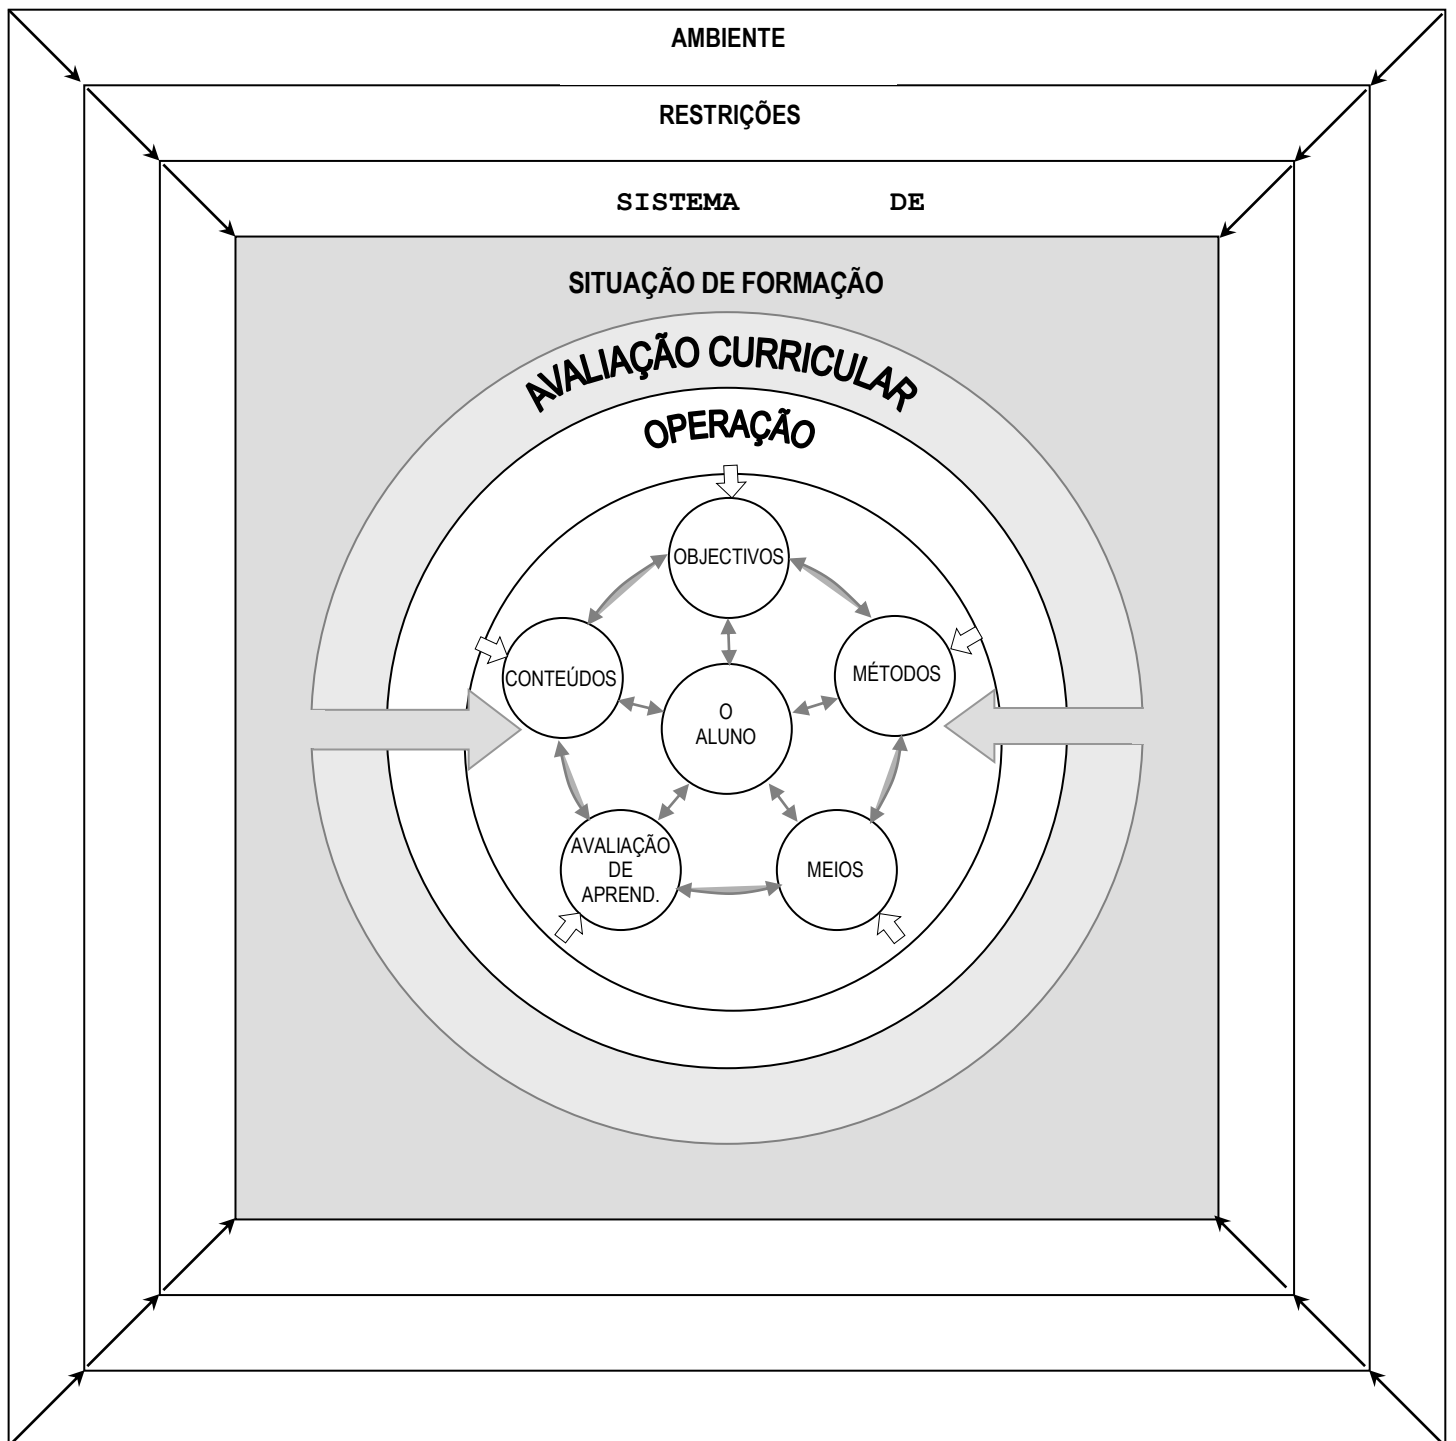 AMBIENTE
RESTRIÇÕES
SISTEMA DE
SITUAÇÃO DE FORMAÇÃO
AVALIAÇÃO CURRICULAR
OPERAÇÃO
OBJECTIVOS
CONTEÚDOS
MÉTODOS
O
ALUNO
AVALIAÇÃO
DE
APREND.
MEIOS